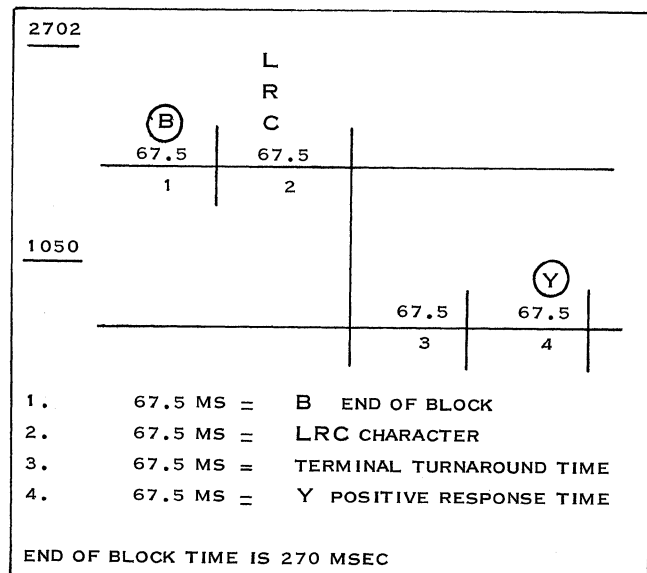 2702
L
R
C
B
67.5 67.5
1 2
1050
Y
67.5 67.5
3 4
1. 67.5 MS = B END OF BLOCK
2. 67.5 MS = LRC CHARACTER
3. 67.5 MS = TERMINAL TURNAROUND TIME
4. 67.5 MS = Y POSITIVE RESPONSE TIME
END OF BLOCK TIME IS 270 MSEC